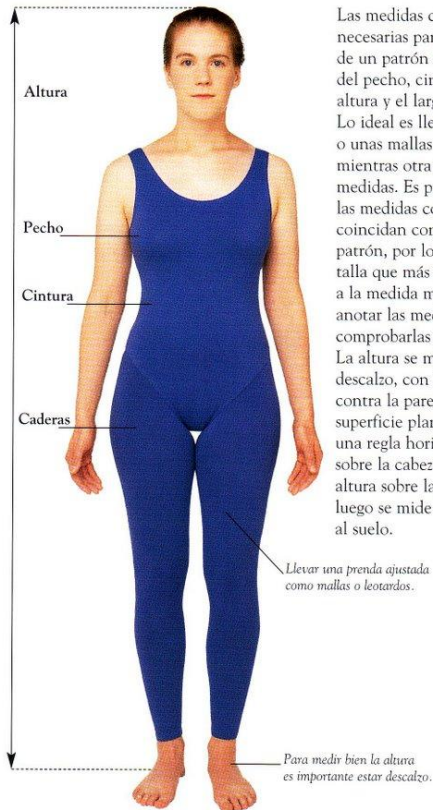 Altura
Pecho
Cintura
Caderas
Las medidas
necesarias par
de un patrón
del pecho, cin
altura y el larg
Lo ideal es lle
o unas mallas
mientras otra
medidas. Es p
las medidas co
coincidan con
patrón, por lo
talla que más
a la medida m
anotar las med
comprobarlas
La altura se m
descalzo, con
contra la pare
superficie plan
una regla hori
sobre la cabez
altura sobre la
luego se mide
al suelo.
Llevar una prenda ajustada
como mallas o leotardos.
Para medir bien la altura
es importante estar descalzo.